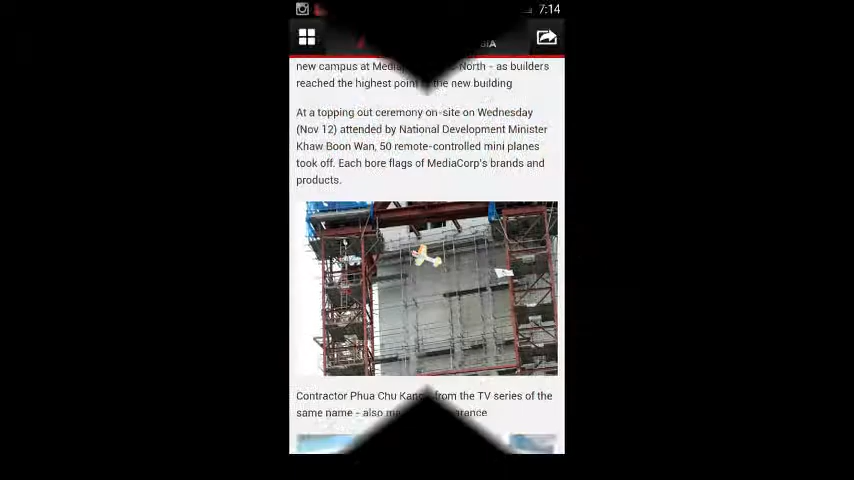 7:14
new campus at North - as builders
reached the highest the new building
At a topping out ceremony on-site on Wednesday
(Nov 12) attended by National Development Minister
Khaw Boon Wan, 50 remote-controlled mini planes
took off. Each bore flags of MediaCorp's brands and
products.
Contractor Phua Chu from the TV series of the
same name - also